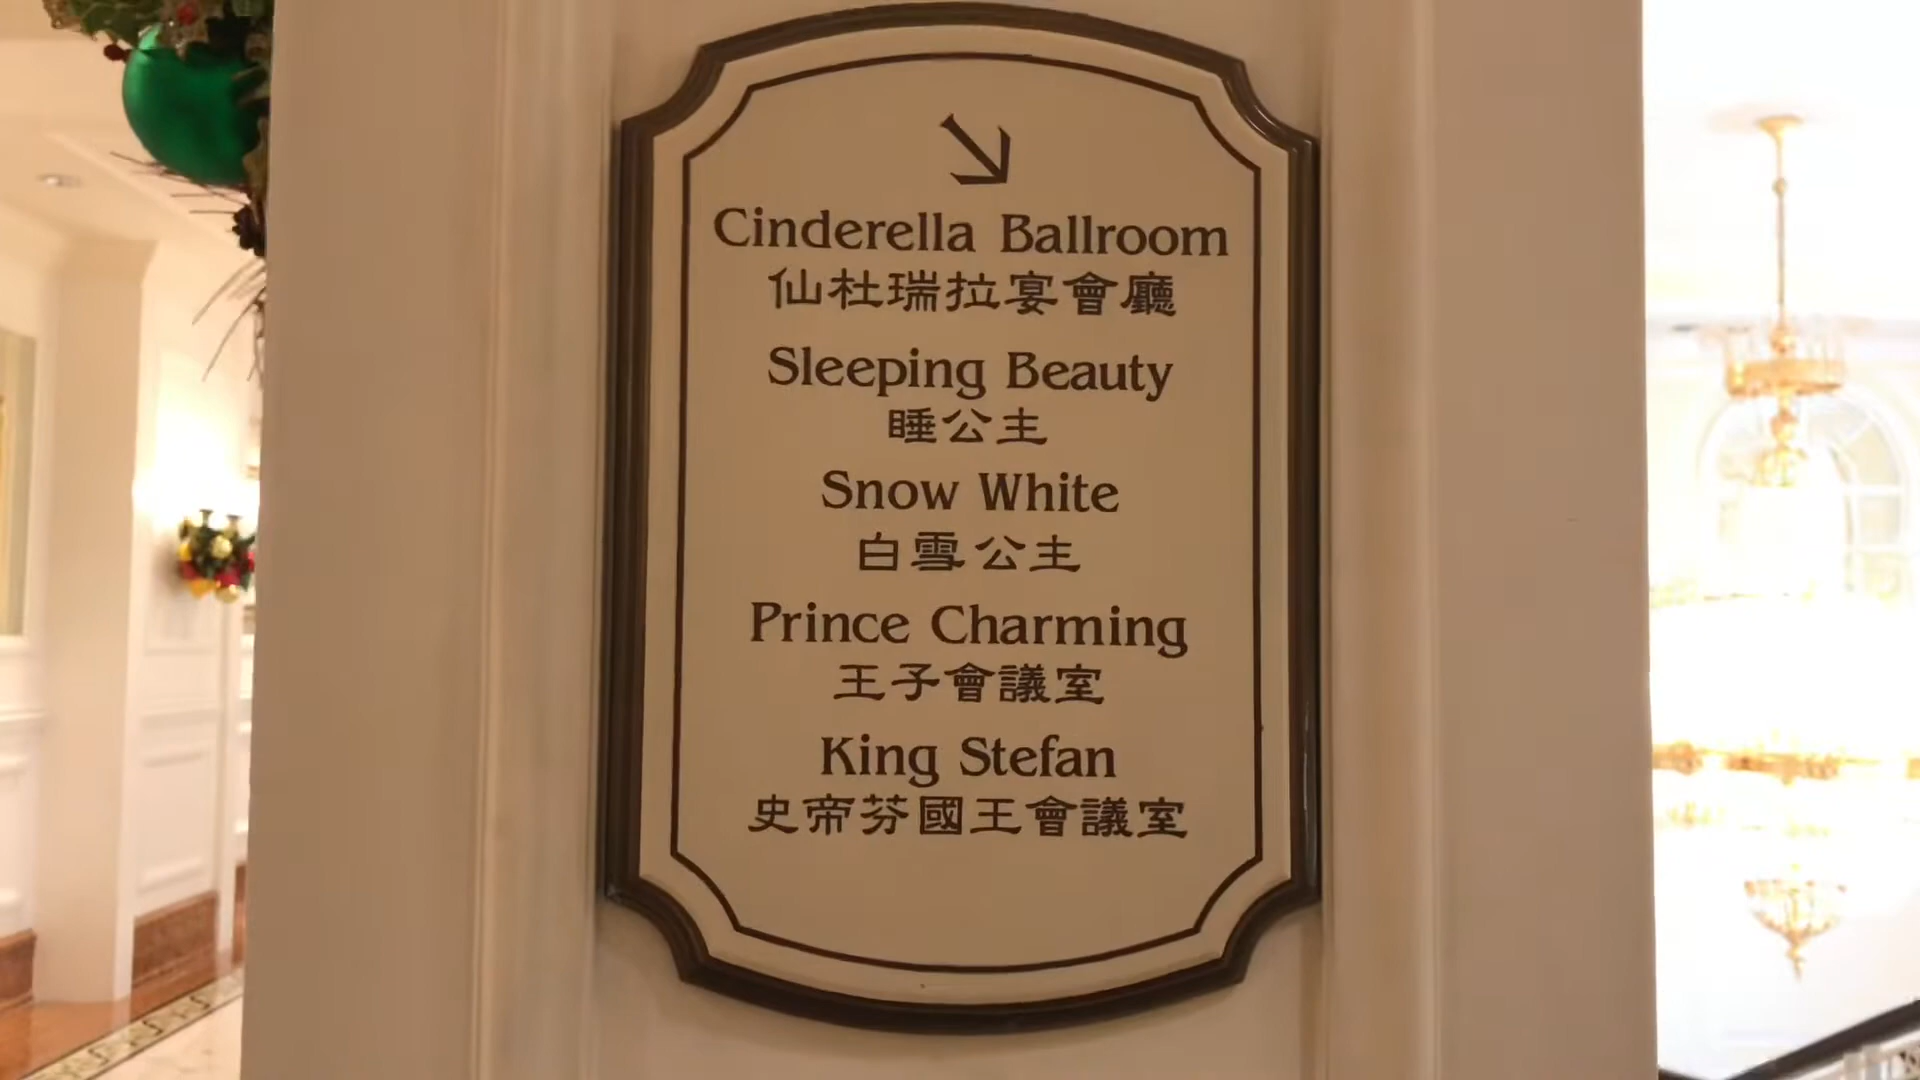 Cinderella Ballroom
仙杜瑞拉宴會廳
Sleeping Beauty
睡公主
Snow White
白雪公主
Prince Charming
王子會議室
King Stefan
史帝芬國王會議室